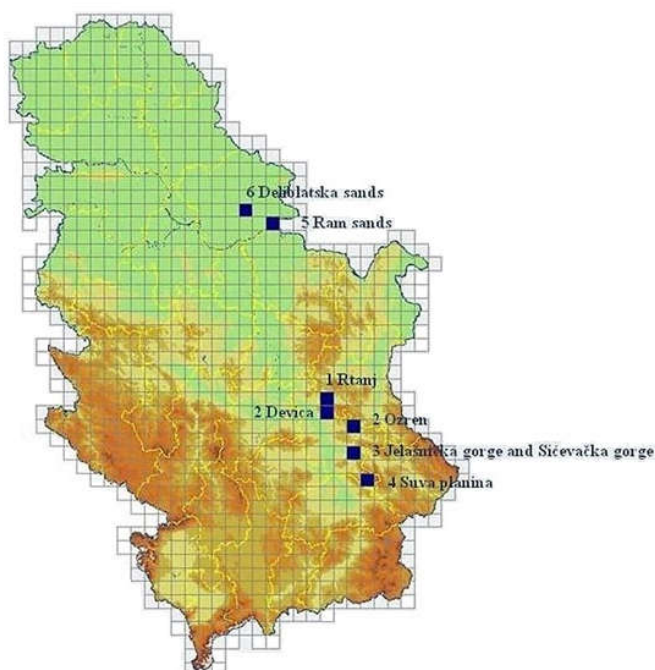 6 Deliblatska sands
5 Ram sands
1 Rtanj
2 Devica
2 Ozren
3 Jelašnička gorge and Sićevačka gorge
4 Suva planina